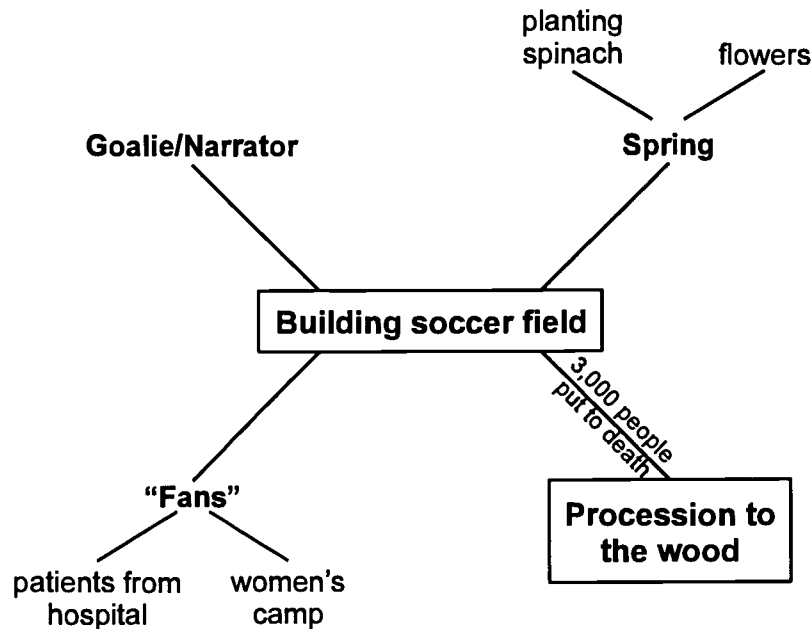 planting
spinach
flowers
Goalie/Narrator
Spring
Building soccer field
3,000 people
put to death
"Fans"
Procession to
the wood
patients from
hospital
women's
camp